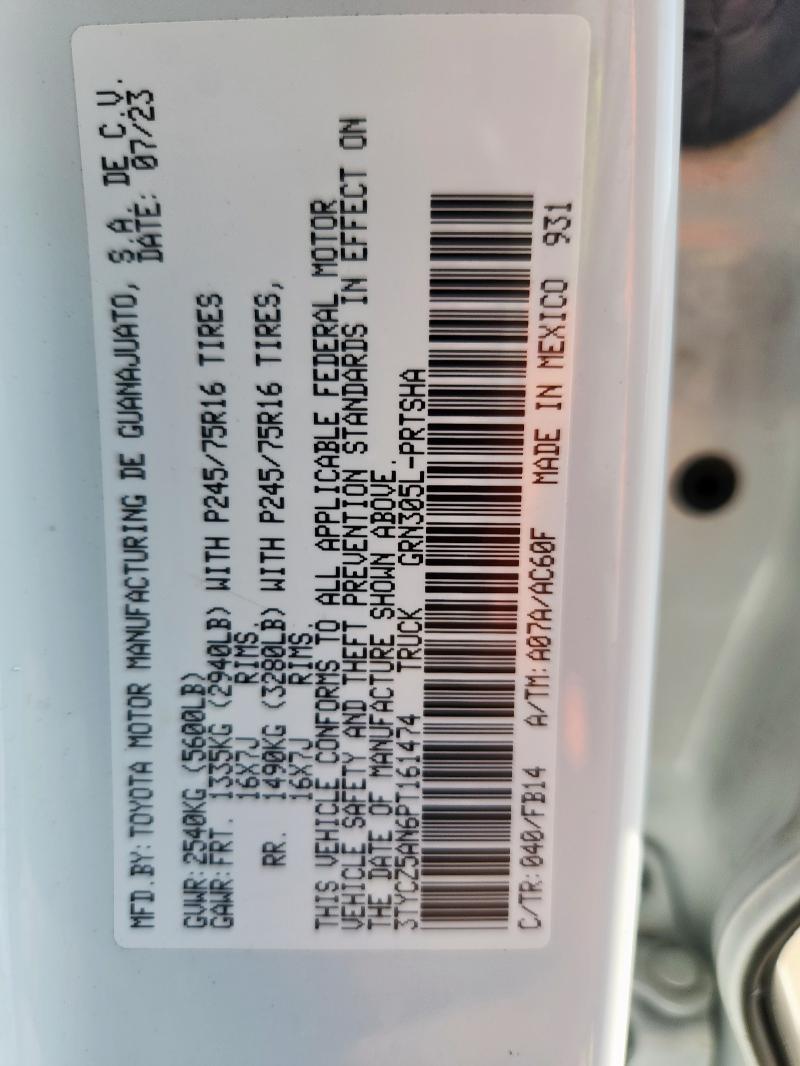 MFD.BY: TOYOTA MOTOR MANUFACTURING DE GUANAJUATO, S.A. DE C.V.
DATE: 07/23
GVWR: 2540KG (5600LB)
GAWR: FRT. 1335KG (2940LB) WITH P245/75R16 TIRES
16X7J RIMS.
RR. 1490KG (3280LB) WITH P245/75R16 TIRES,
16X7J RIMS.
THIS VEHICLE CONFORMS TO ALL APPLICABLE FEDERAL MOTOR
VEHICLE SAFETY AND THEFT PREVENTION STANDARDS IN EFFECT ON
THE DATE OF MANUFACTURE SHOWN ABOVE.
3TYCZ5AN6PT161474 TRUCK GRN305L-PRTSHA
C/TR: 040/FB14 A/TM: A07A/AC60F MADE IN MEXICO 931